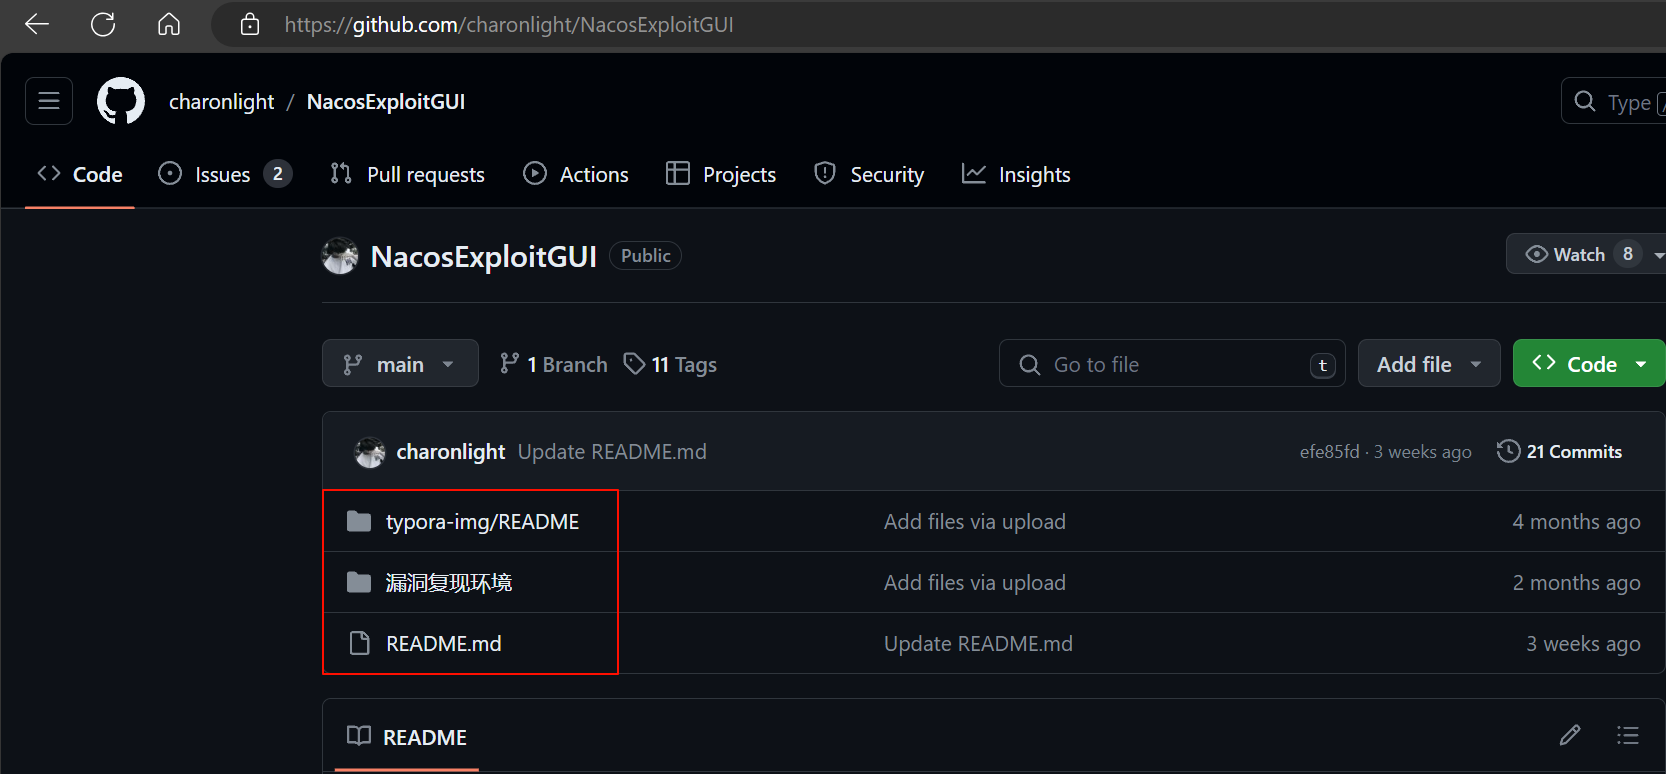 https://github.com/charonlight/NacosExploitGUI
charonlight / NacosExploitGUI
Type /
Code Issues 2 Pull requests Actions Projects Security Insights
NacosExploitGUI Public
Watch 8
main 1 Branch 11 Tags
Go to file t
Add file
Code
charonlight Update README.md efe85fd · 3 weeks ago 21 Commits
typora-img/README Add files via upload 4 months ago
漏洞复现环境 Add files via upload 2 months ago
README.md Update README.md 3 weeks ago
README